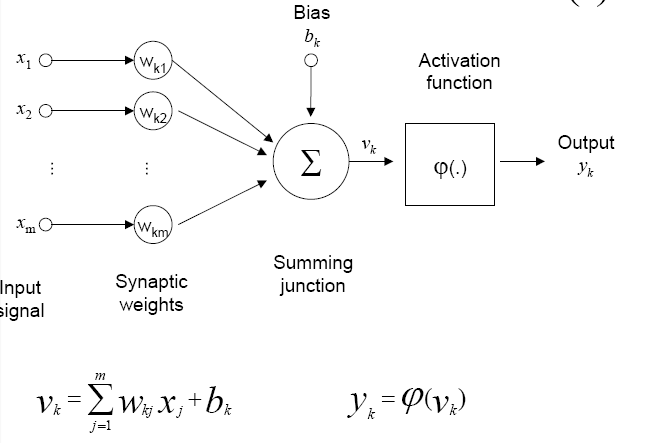 Bias
b_k
x_1
w_k1
Activation
function
x_2
w_k2
Σ
v_k
φ(.)
Output
y_k
⋮
⋮
x_m
w_km
Input
signal
Synaptic
weights
Summing
junction
v_k = ∑_{j=1}^{m} w_kj x_j + b_k
y_k = φ(v_k)